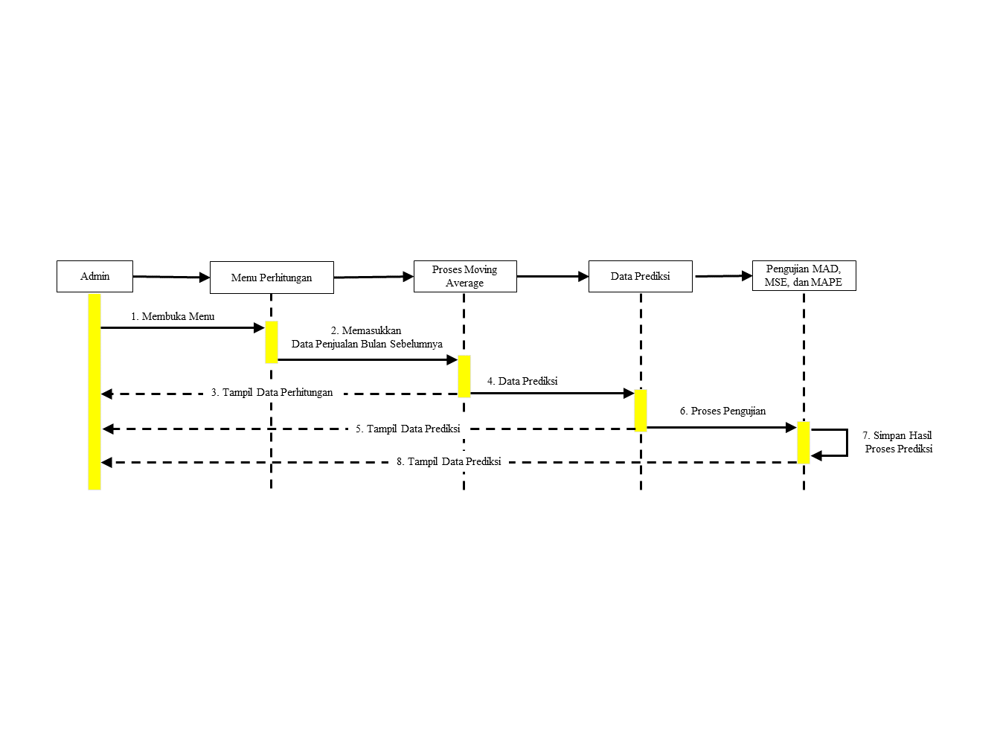 Admin
Menu Perhitungan
Proses Moving
Average
Data Prediksi
Pengujian MAD,
MSE, dan MAPE
1. Membuka Menu
2. Memasukkan
Data Penjualan Bulan Sebelumnya
3. Tampil Data Perhitungan
4. Data Prediksi
5. Tampil Data Prediksi
6. Proses Pengujian
7. Simpan Hasil
Proses Prediksi
8. Tampil Data Prediksi